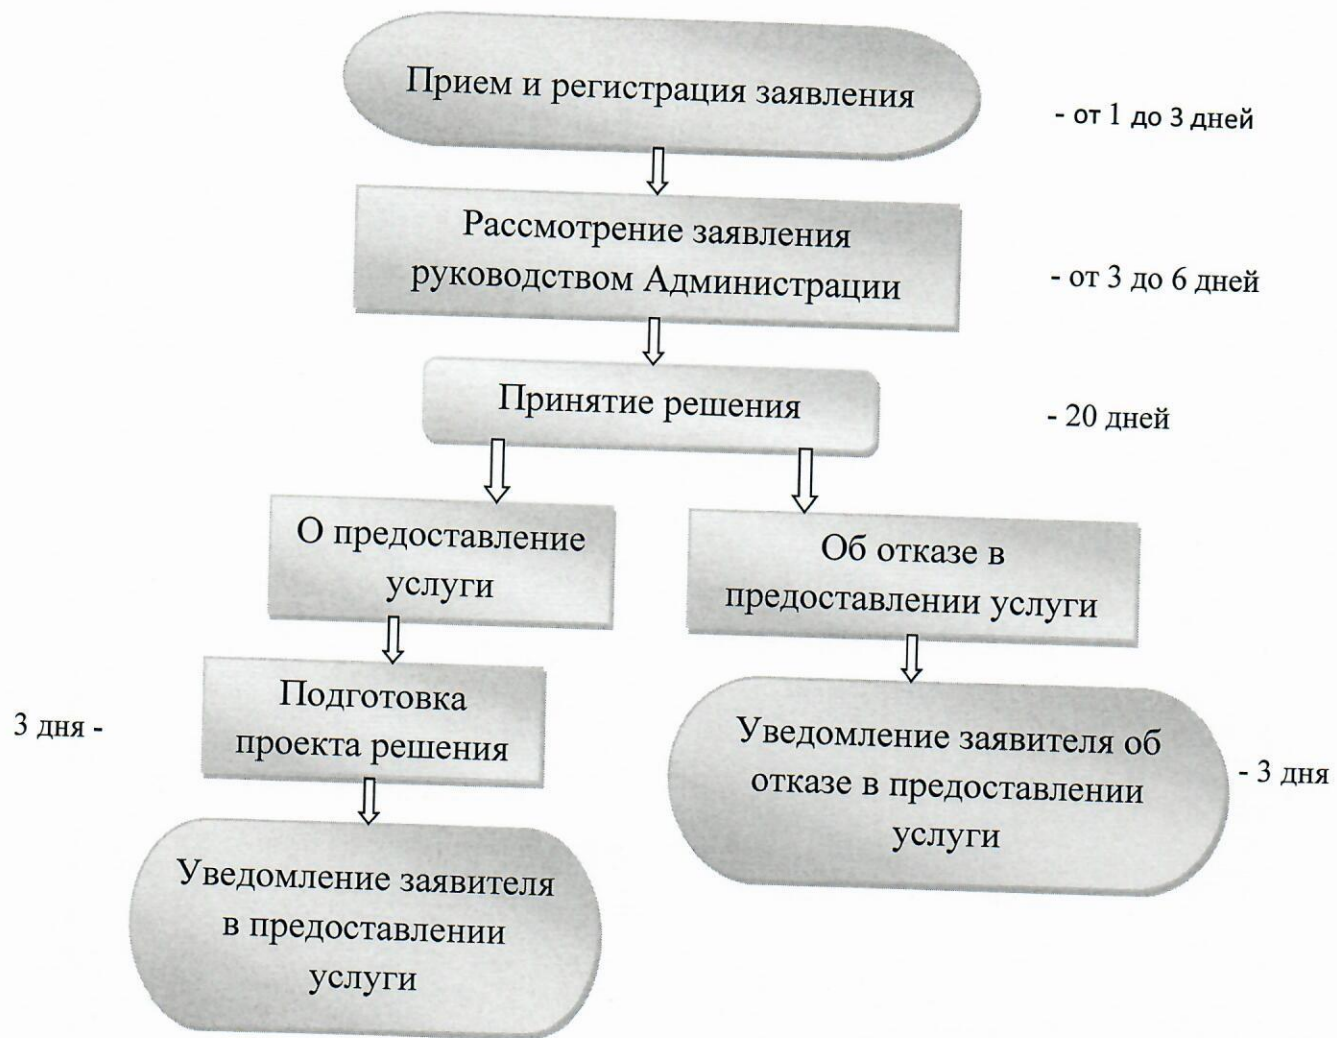 Прием и регистрация заявления
- от 1 до 3 дней
Рассмотрение заявления
руководством Администрации
- от 3 до 6 дней
Принятие решения
- 20 дней
О предоставление
услуги
Об отказе в
предоставлении услуги
3 дня -
Подготовка
проекта решения
Уведомление заявителя об
отказе в предоставлении
услуги
- 3 дня
Уведомление заявителя
в предоставлении
услуги